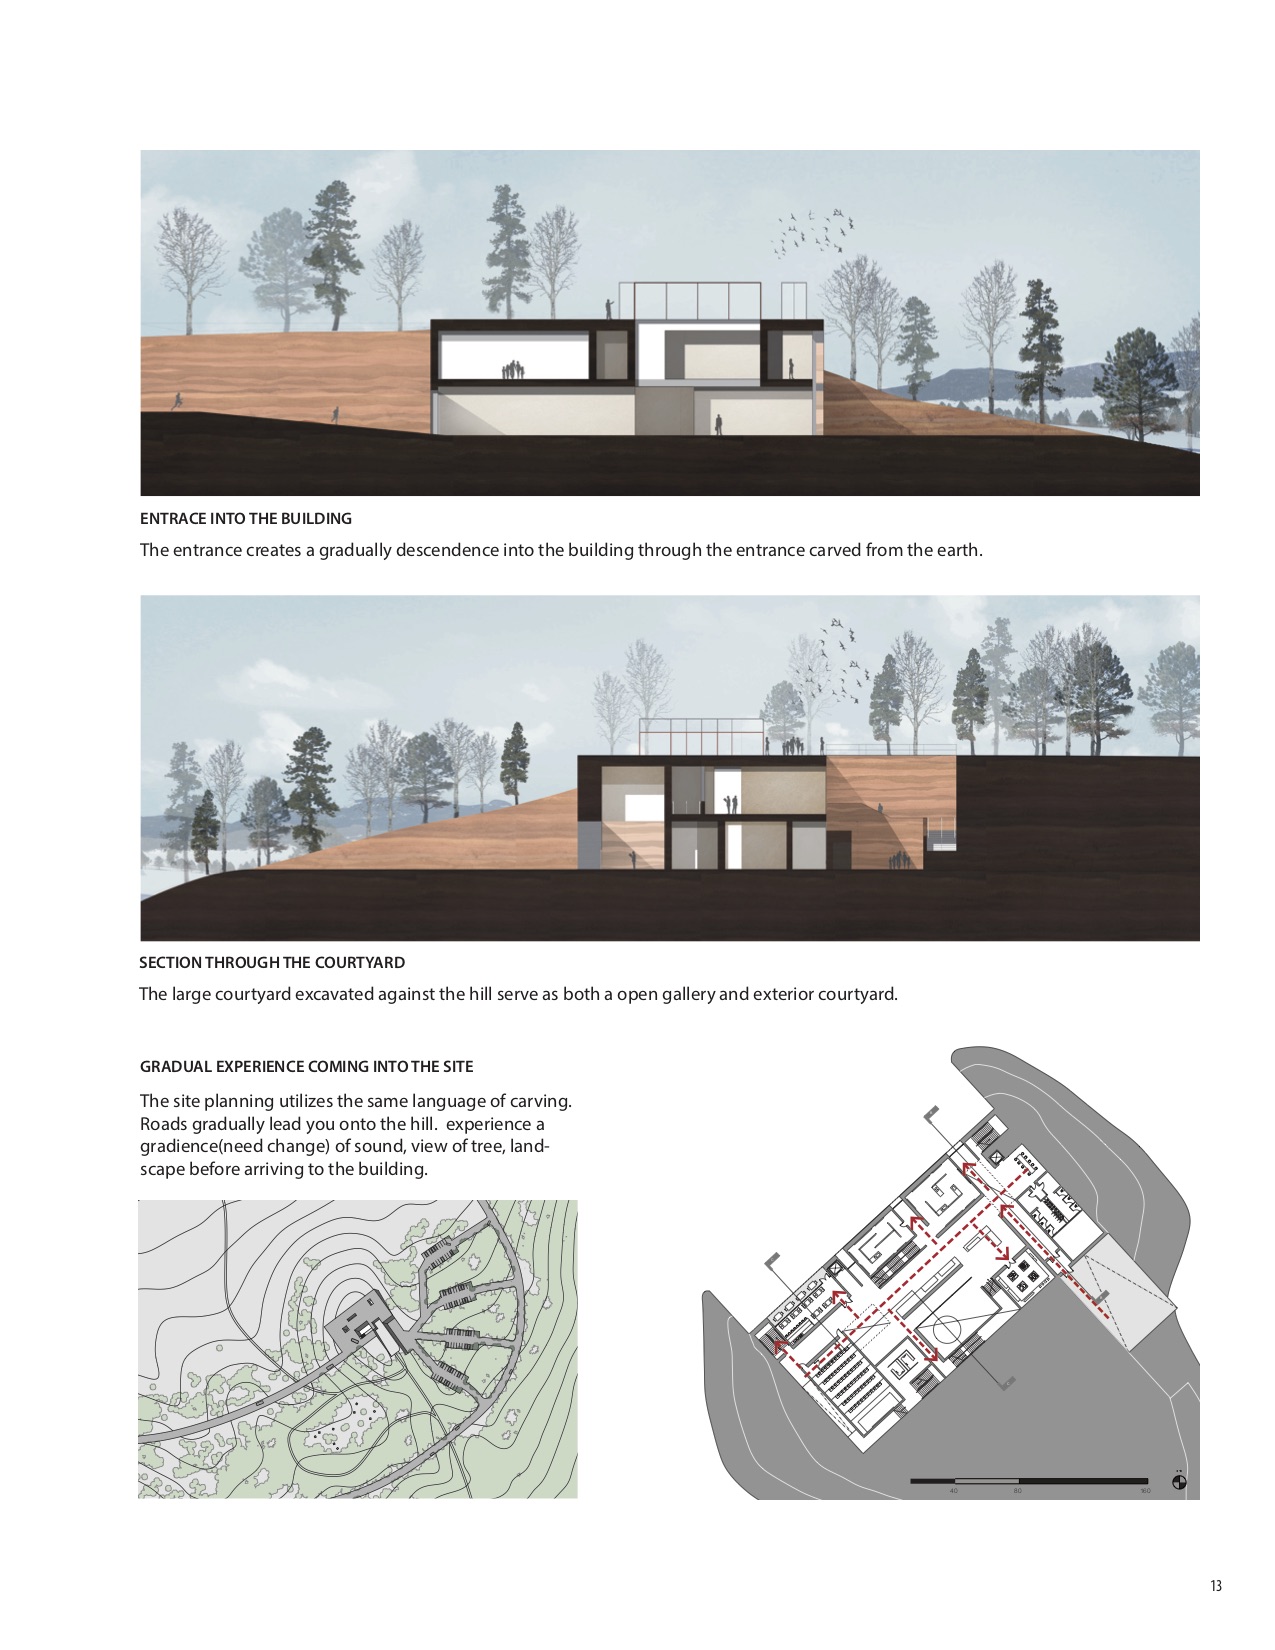 ENTRACE INTO THE BUILDING
The entrance creates a gradually descendence into the building through the entrance carved from the earth.
SECTION THROUGH THE COURTYARD
The large courtyard excavated against the hill serve as both a open gallery and exterior courtyard.
GRADUAL EXPERIENCE COMING INTO THE SITE
The site planning utilizes the same language of carving.
Roads gradually lead you onto the hill.  experience a
gradience(need change) of sound, view of tree, land-
scape before arriving to the building.
40 80 160
13